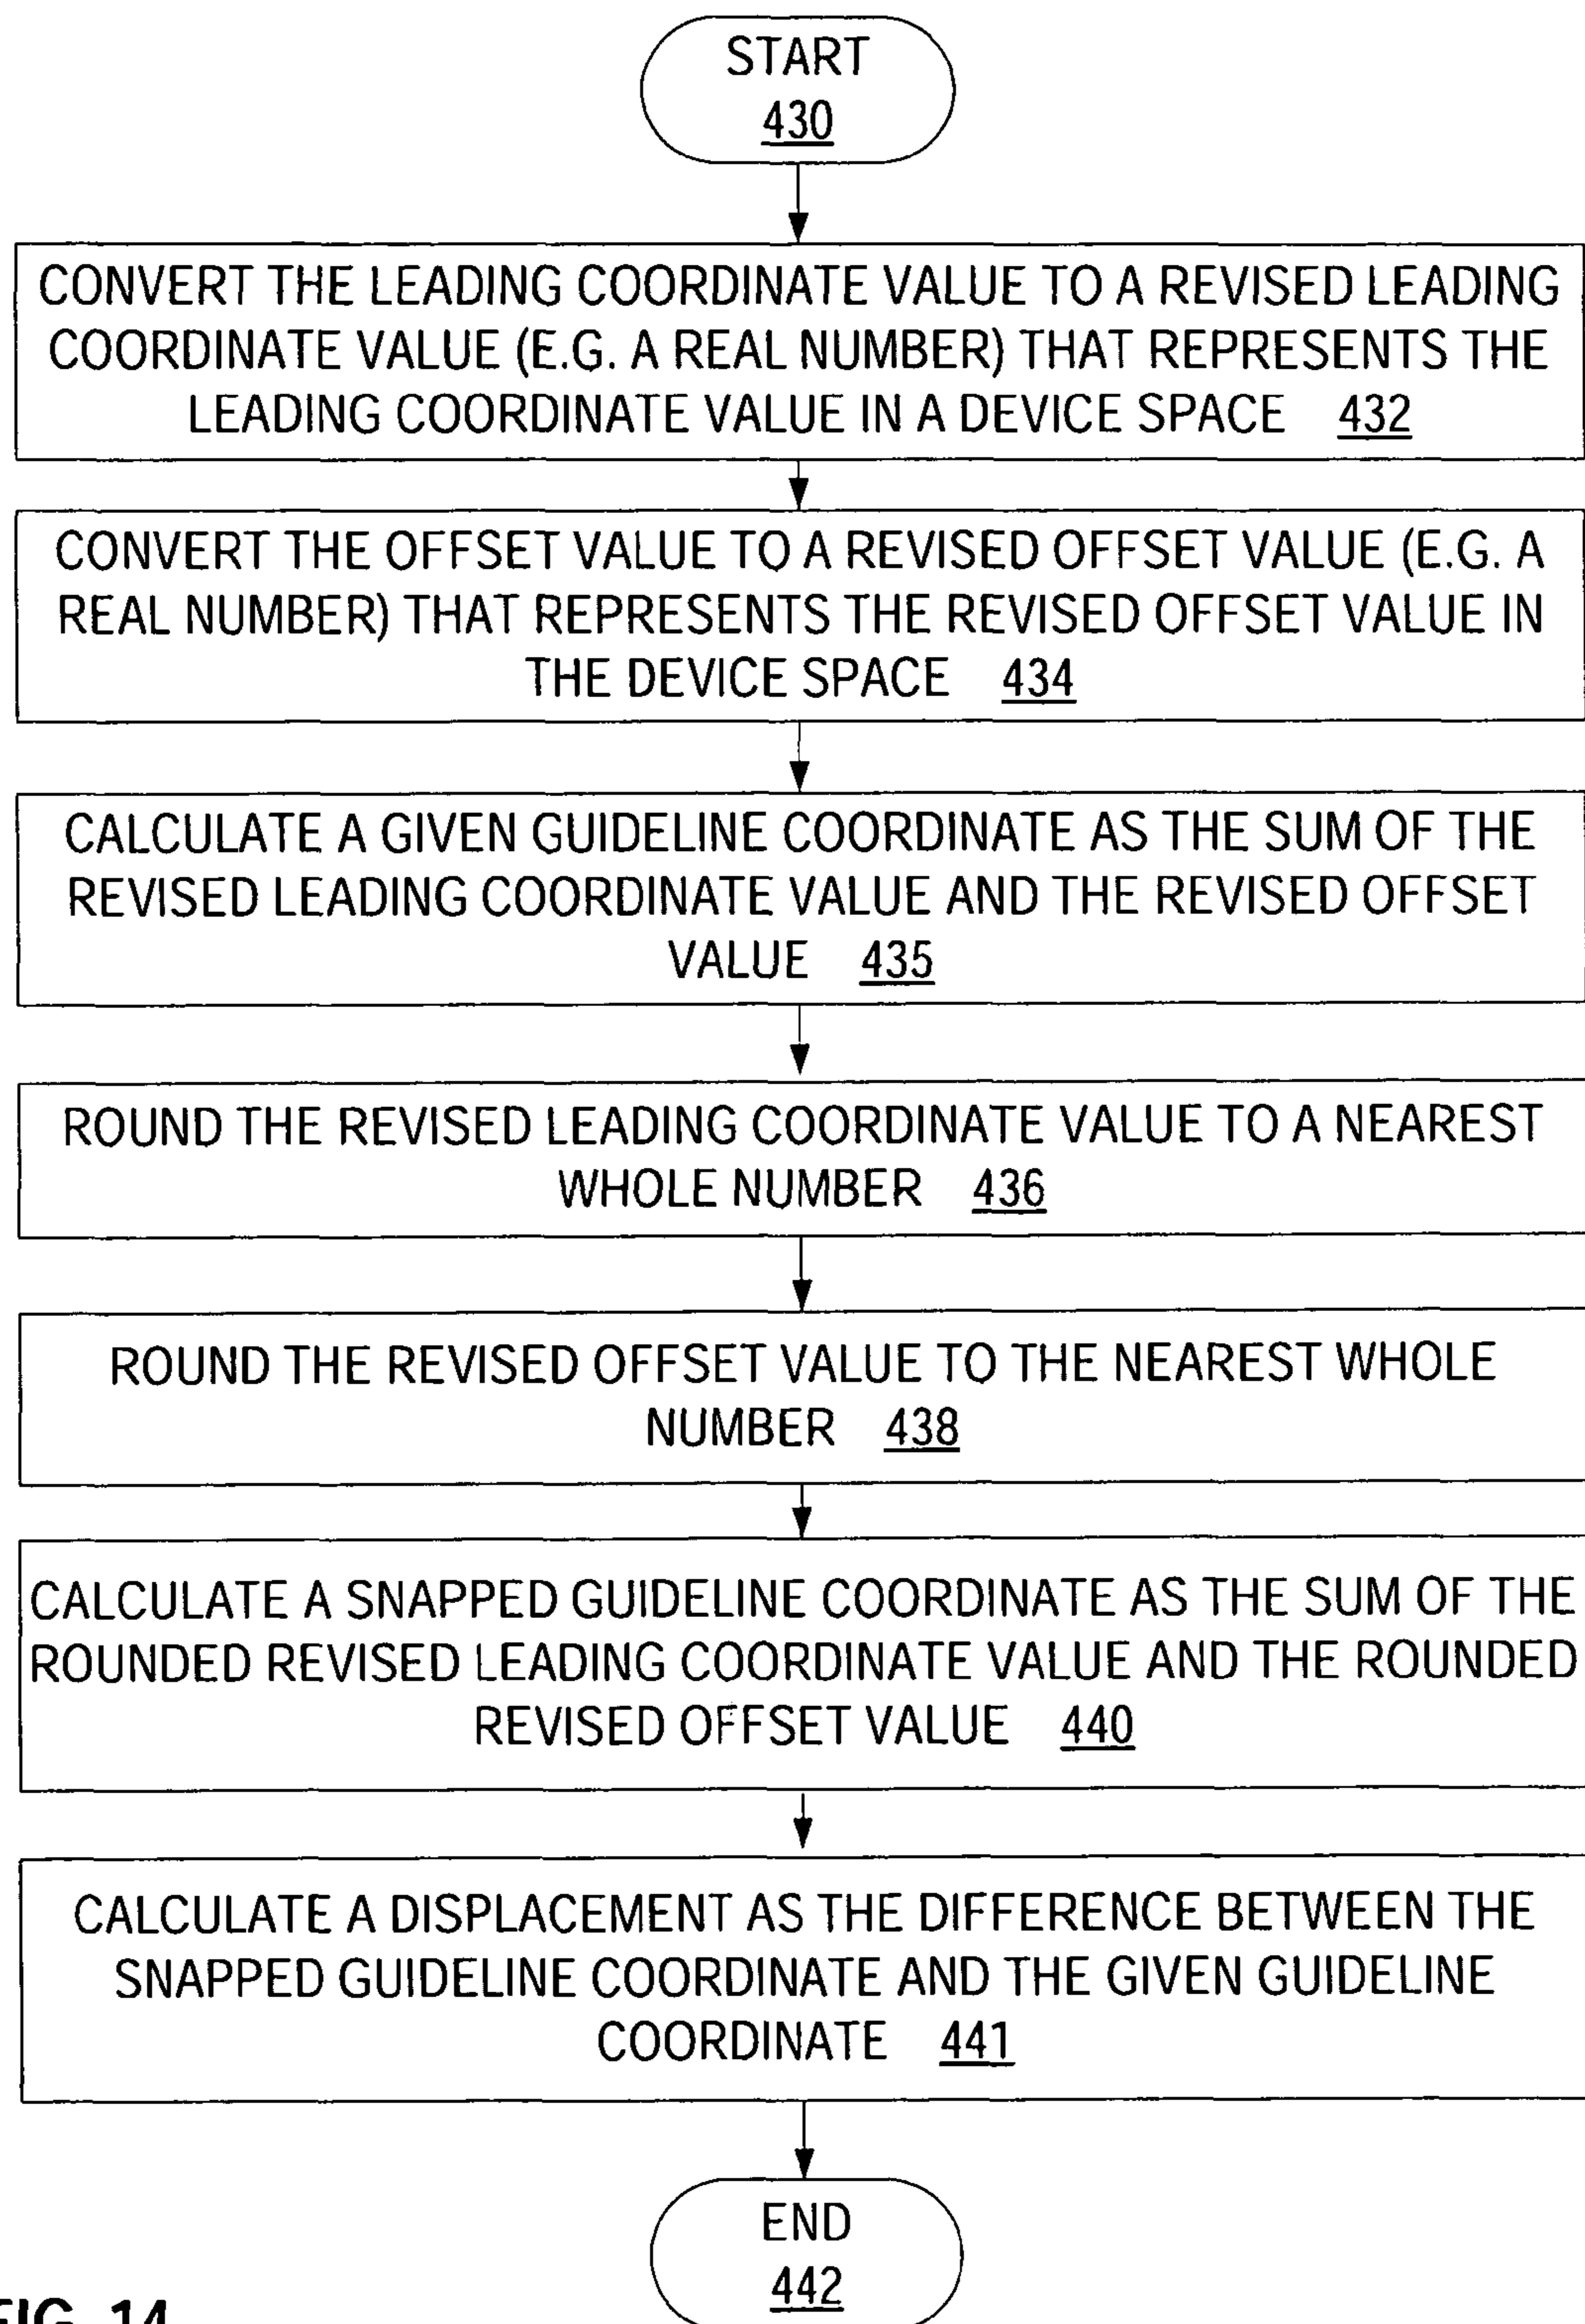 START
430
CONVERT THE LEADING COORDINATE VALUE TO A REVISED LEADING
COORDINATE VALUE (E.G. A REAL NUMBER) THAT REPRESENTS THE
LEADING COORDINATE VALUE IN A DEVICE SPACE 432
CONVERT THE OFFSET VALUE TO A REVISED OFFSET VALUE (E.G. A
REAL NUMBER) THAT REPRESENTS THE REVISED OFFSET VALUE IN
THE DEVICE SPACE 434
CALCULATE A GIVEN GUIDELINE COORDINATE AS THE SUM OF THE
REVISED LEADING COORDINATE VALUE AND THE REVISED OFFSET
VALUE 435
ROUND THE REVISED LEADING COORDINATE VALUE TO A NEAREST
WHOLE NUMBER 436
ROUND THE REVISED OFFSET VALUE TO THE NEAREST WHOLE
NUMBER 438
CALCULATE A SNAPPED GUIDELINE COORDINATE AS THE SUM OF THE
ROUNDED REVISED LEADING COORDINATE VALUE AND THE ROUNDED
REVISED OFFSET VALUE 440
CALCULATE A DISPLACEMENT AS THE DIFFERENCE BETWEEN THE
SNAPPED GUIDELINE COORDINATE AND THE GIVEN GUIDELINE
COORDINATE 441
END
442
FIG. 14